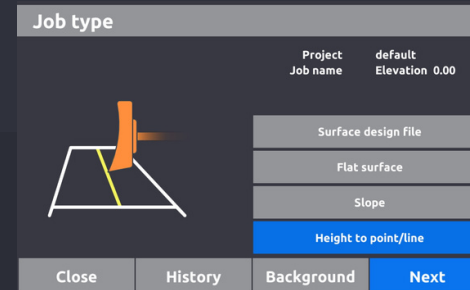 Job type
Project default
Job name Elevation 0.00
Surface design file
Flat surface
Slope
Height to point/line
Close History Background Next